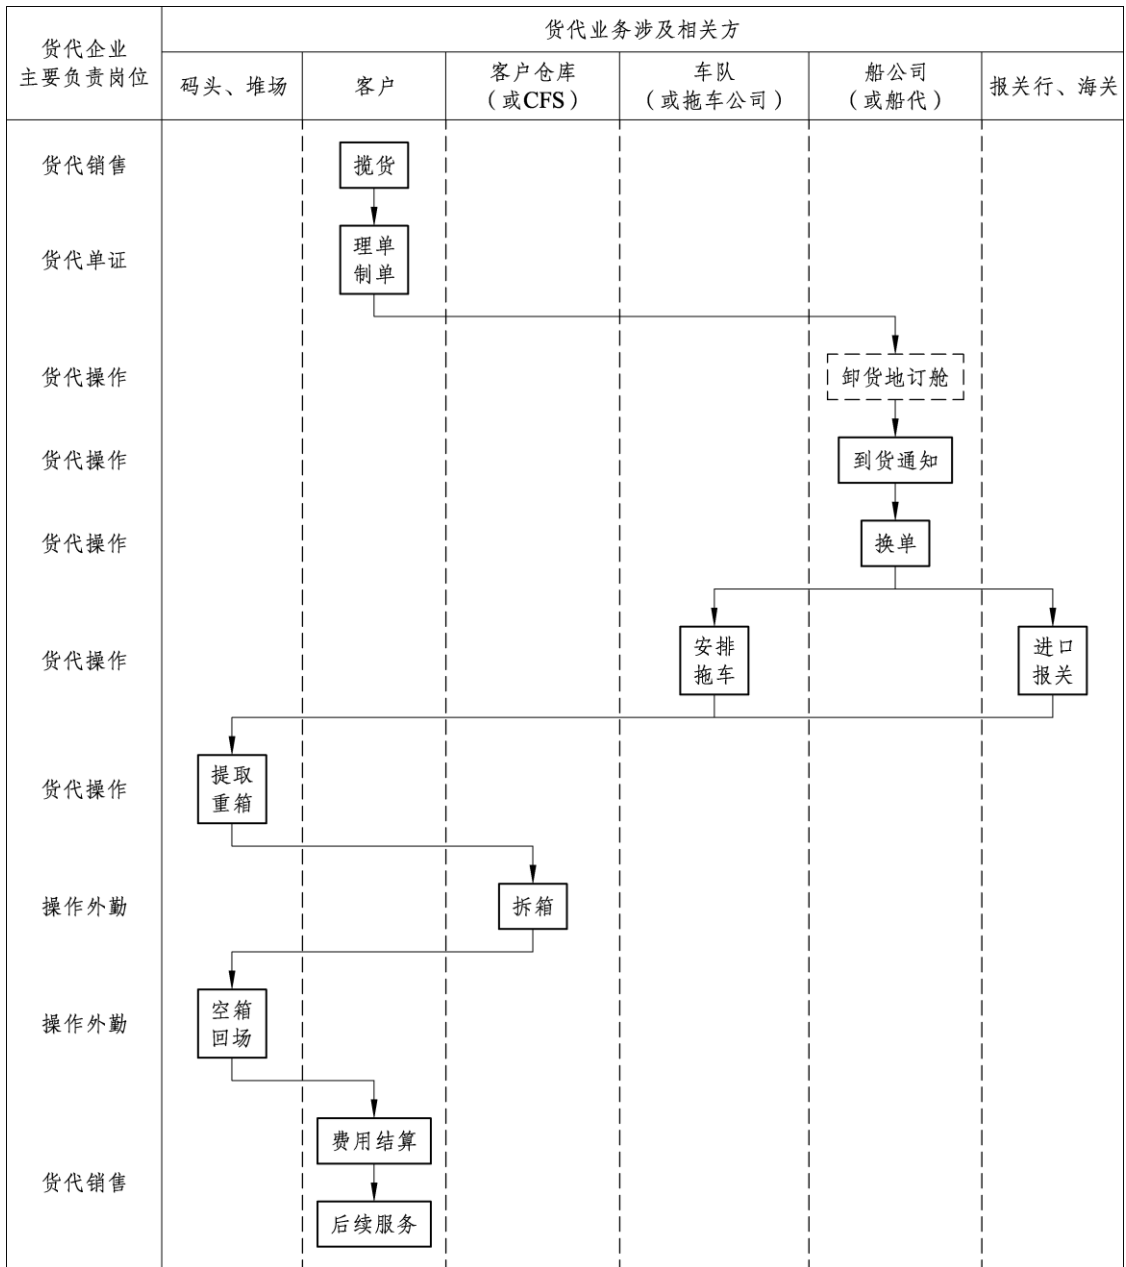 货代企业
主要负责岗位
货代业务涉及相关方
码头、堆场
客户
客户仓库
（或CFS）
车队
（或拖车公司）
船公司
（或船代）
报关行、海关
货代销售
揽货
货代单证
理单
制单
货代操作
卸货地订舱
货代操作
到货通知
货代操作
换单
货代操作
安排
拖车
进口
报关
货代操作
提取
重箱
操作外勤
拆箱
操作外勤
空箱
回场
费用结算
货代销售
后续服务